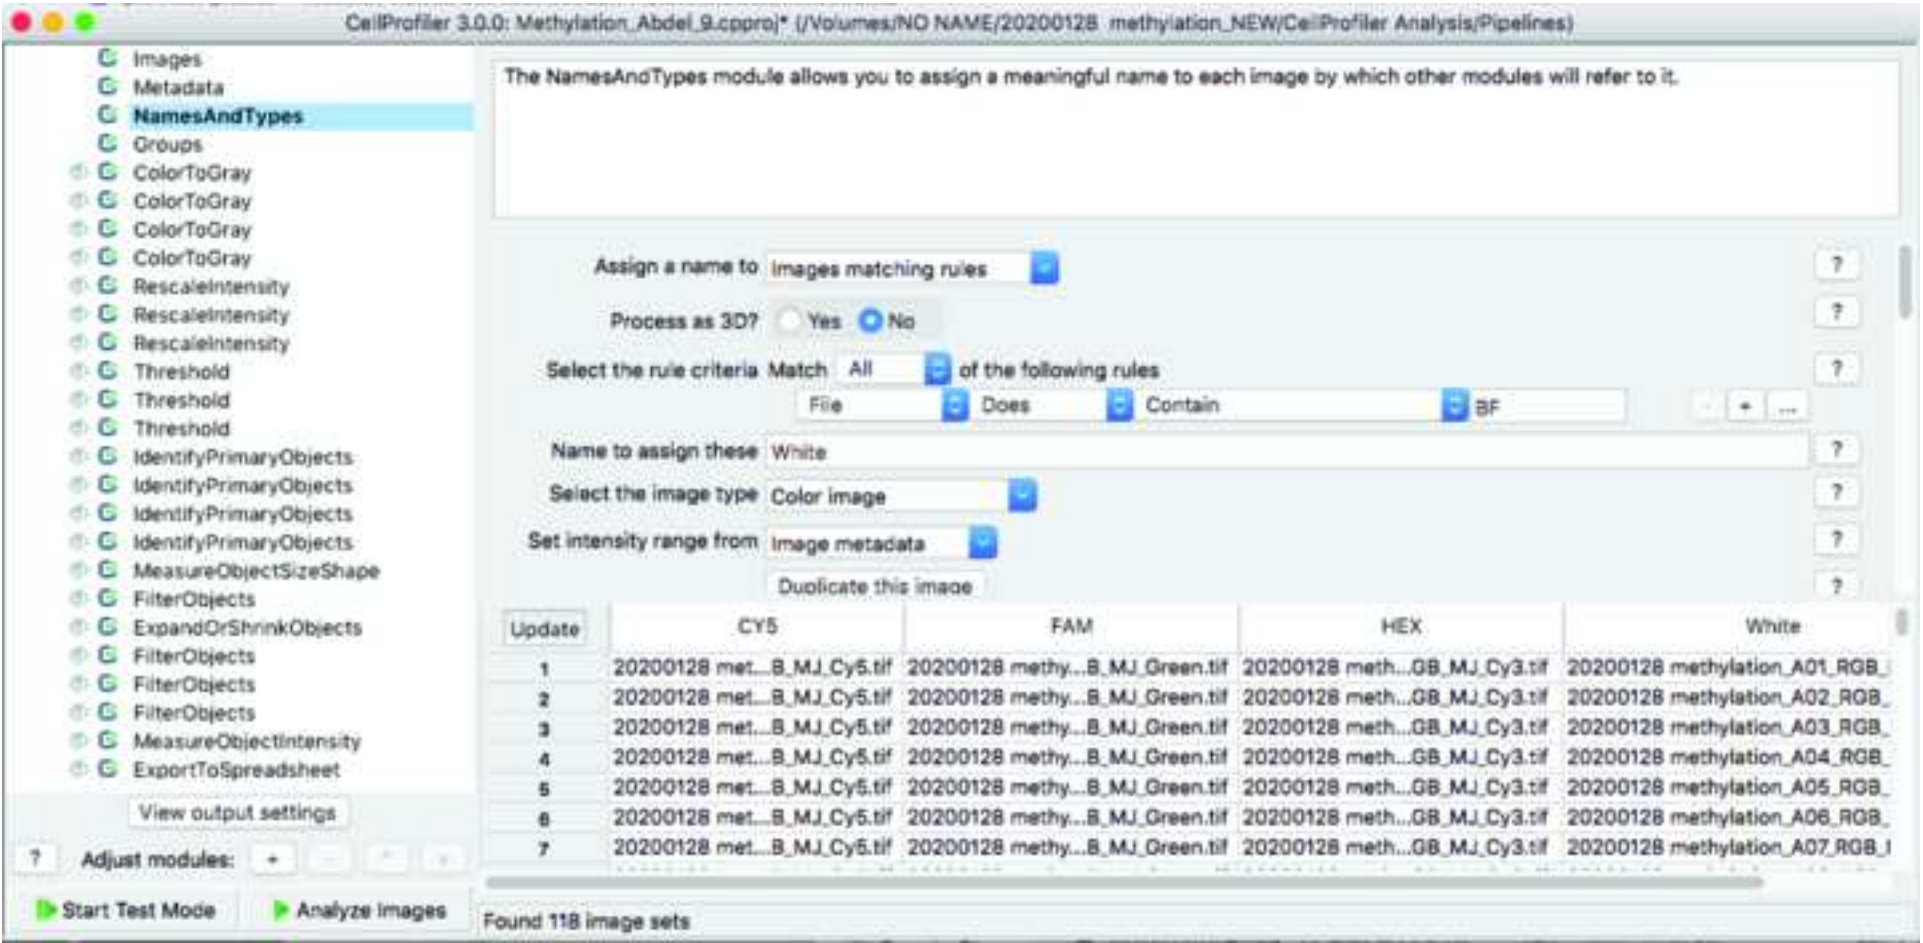 CellProfiler 3.0.0: Methylation_Abdel_9.cpproj* (/Volumes/NO NAME/20200128 methylation_NEW/CellProfiler Analysis/Pipelines)
Images
Metadata
NamesAndTypes
Groups
ColorToGray
ColorToGray
ColorToGray
ColorToGray
RescaleIntensity
RescaleIntensity
RescaleIntensity
Threshold
Threshold
Threshold
IdentifyPrimaryObjects
IdentifyPrimaryObjects
IdentifyPrimaryObjects
IdentifyPrimaryObjects
MeasureObjectSizeShape
FilterObjects
ExpandOrShrinkObjects
FilterObjects
FilterObjects
FilterObjects
MeasureObjectIntensity
ExportToSpreadsheet
View output settings
? Adjust modules: + - ^ v
Start Test Mode Analyze Images
The NamesAndTypes module allows you to assign a meaningful name to each image by which other modules will refer to it.
Assign a name to Images matching rules ?
Process as 3D? Yes No ?
Select the rule criteria Match All of the following rules ?
File Does Contain BF - + ...
Name to assign these White ?
Select the image type Color image ?
Set intensity range from Image metadata ?
Duplicate this image ?
Update CY5 FAM HEX White
1 20200128 met...B_MJ_Cy5.tif 20200128 methy...B_MJ_Green.tif 20200128 meth...GB_MJ_Cy3.tif 20200128 methylation_A01_RGB_
2 20200128 met...B_MJ_Cy5.tif 20200128 methy...B_MJ_Green.tif 20200128 meth...GB_MJ_Cy3.tif 20200128 methylation_A02_RGB_
3 20200128 met...B_MJ_Cy5.tif 20200128 methy...B_MJ_Green.tif 20200128 meth...GB_MJ_Cy3.tif 20200128 methylation_A03_RGB_
4 20200128 met...B_MJ_Cy5.tif 20200128 methy...B_MJ_Green.tif 20200128 meth...GB_MJ_Cy3.tif 20200128 methylation_A04_RGB_
5 20200128 met...B_MJ_Cy5.tif 20200128 methy...B_MJ_Green.tif 20200128 meth...GB_MJ_Cy3.tif 20200128 methylation_A05_RGB_
6 20200128 met...B_MJ_Cy5.tif 20200128 methy...B_MJ_Green.tif 20200128 meth...GB_MJ_Cy3.tif 20200128 methylation_A06_RGB_
7 20200128 met...B_MJ_Cy5.tif 20200128 methy...B_MJ_Green.tif 20200128 meth...GB_MJ_Cy3.tif 20200128 methylation_A07_RGB_
Found 118 image sets